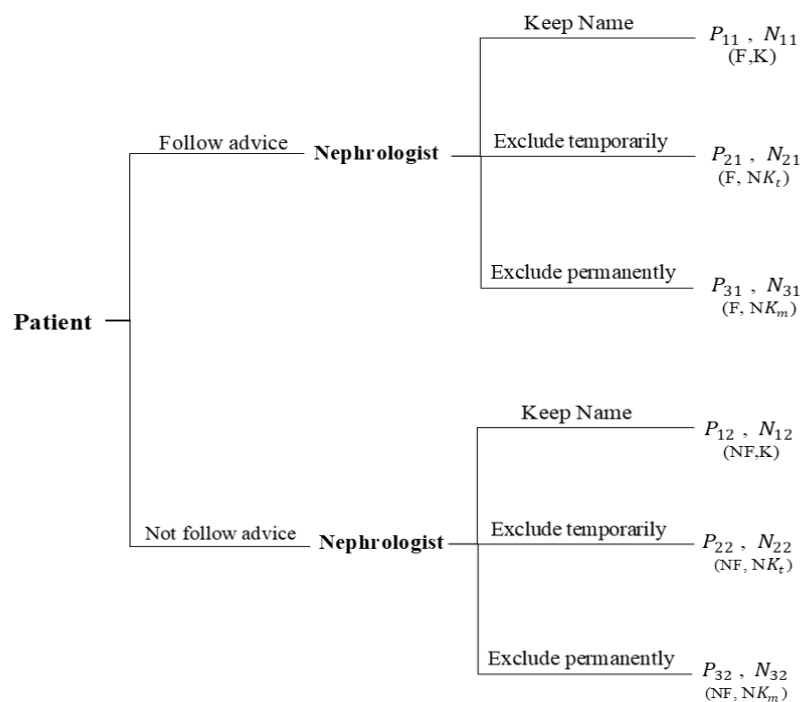 Keep Name
P₁₁ , N₁₁
(F,K)
Follow advice
Nephrologist
Exclude temporarily
P₂₁ , N₂₁
(F, NKₜ)
Exclude permanently
P₃₁ , N₃₁
(F, NKₘ)
Patient
Keep Name
P₁₂ , N₁₂
(NF,K)
Not follow advice
Nephrologist
Exclude temporarily
P₂₂ , N₂₂
(NF, NKₜ)
Exclude permanently
P₃₂ , N₃₂
(NF, NKₘ)